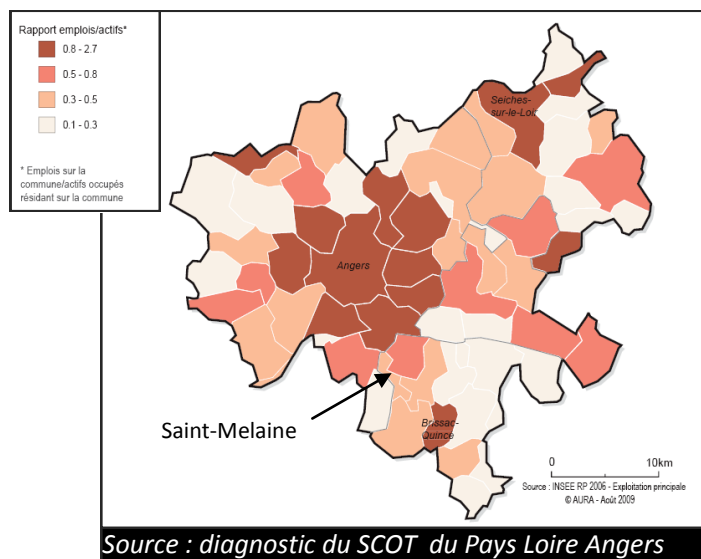 Rapport emplois/actifs*
0.8 - 2.7
0.5 - 0.8
0.3 - 0.5
0.1 - 0.3
* Emplois sur la
commune/actifs occupés
résidant sur la commune
Seiches-
sur-le-Loir
Angers
Saint-Melaine
Brissac-
Quincé
0 10km
Source : INSEE RP 2006 - Exploitation principale
© AURA - Août 2009
Source : diagnostic du SCOT du Pays Loire Angers